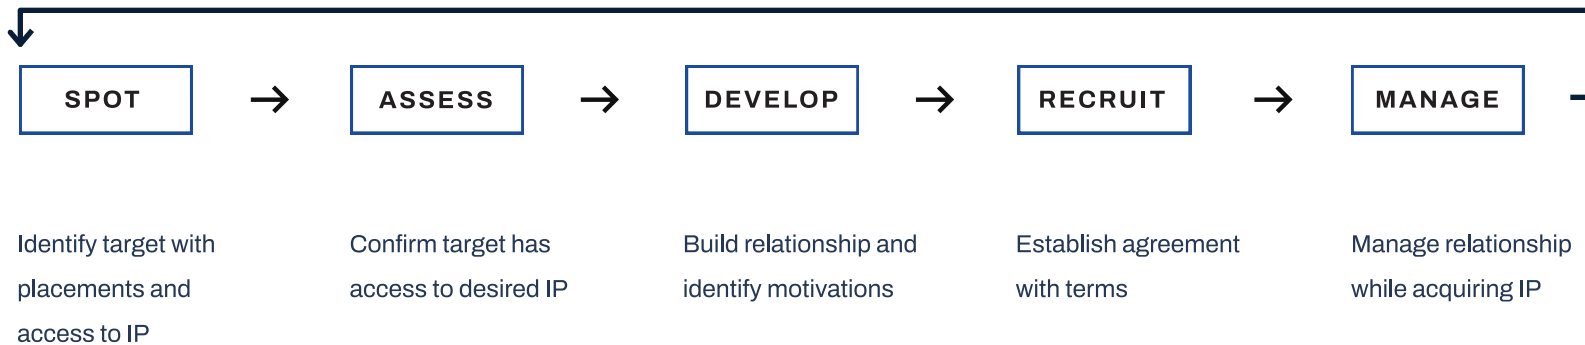 SPOT
ASSESS
DEVELOP
RECRUIT
MANAGE
Identify target with
placements and
access to IP
Confirm target has
access to desired IP
Build relationship and
identify motivations
Establish agreement
with terms
Manage relationship
while acquiring IP